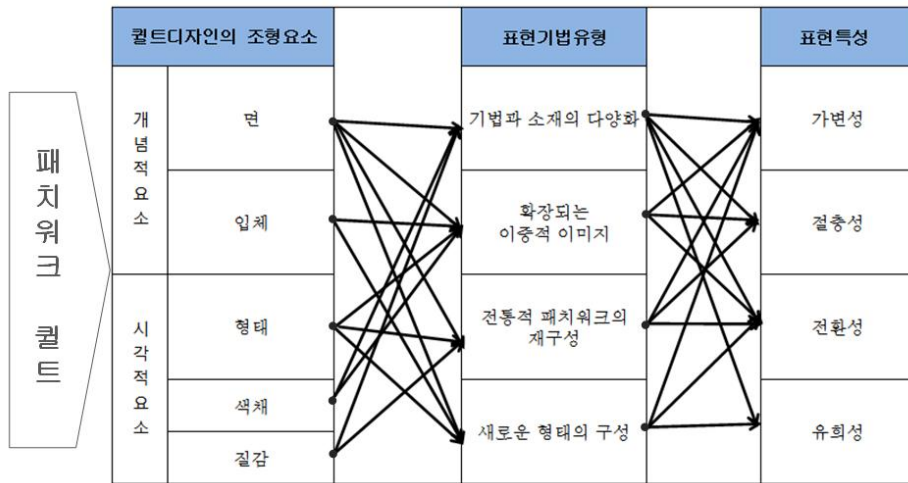 패치워크 퀼트
퀼트디자인의 조형요소
표현기법유형
표현특성
개념적요소
면
기법과 소재의 다양화
가변성
입체
확장되는
이중적 이미지
절충성
시각적요소
형태
전통적 패치워크의
재구성
전환성
색채
새로운 형태의 구성
유희성
질감